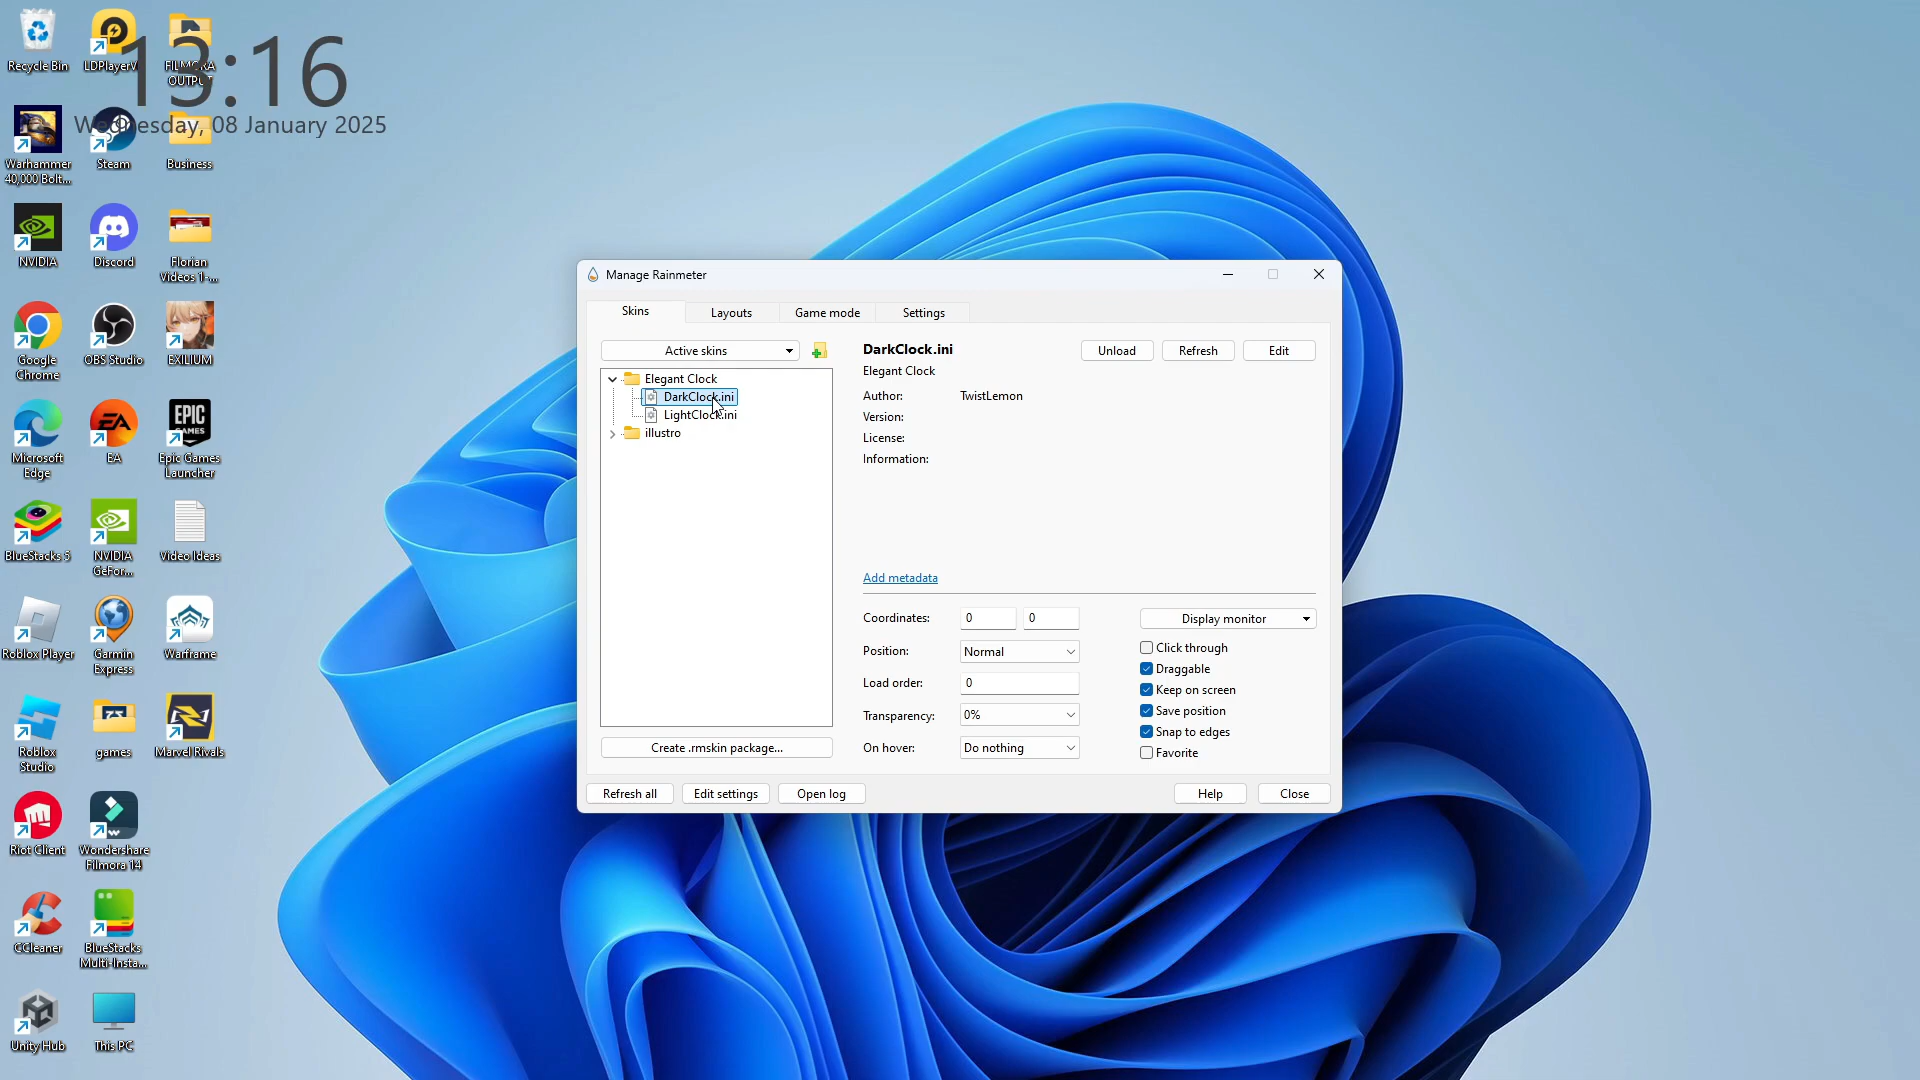 13:16
Wednesday, 08 January 2025
Recycle Bin
LDPlayer
FILMORA
OUTPUT
Warhammer
40,000 Bolt...
Steam
Business
NVIDIA
Discord
Florian
Videos 1-...
Google
Chrome
OBS Studio
EXILIUM
Microsoft
Edge
EA
Epic Games
Launcher
BlueStacks 5
NVIDIA
GeFor...
Video Ideas
Roblox Player
Garmin
Express
Warframe
Roblox
Studio
games
Marvel Rivals
Riot Client
Wondershare
Filmora 14
CCleaner
BlueStacks
Multi-Insta...
Unity Hub
This PC
EPIC
GAMES
Manage Rainmeter
Skins
Layouts
Game mode
Settings
Active skins
Elegant Clock
DarkClock.ini
LightClock.ini
illustro
Create .rmskin package...
DarkClock.ini
Unload
Refresh
Edit
Elegant Clock
Author: TwistLemon
Version:
License:
Information:
Add metadata
Coordinates: 0 0
Display monitor
Position: Normal
Load order: 0
Transparency: 0%
On hover: Do nothing
Click through
Draggable
Keep on screen
Save position
Snap to edges
Favorite
Refresh all
Edit settings
Open log
Help
Close